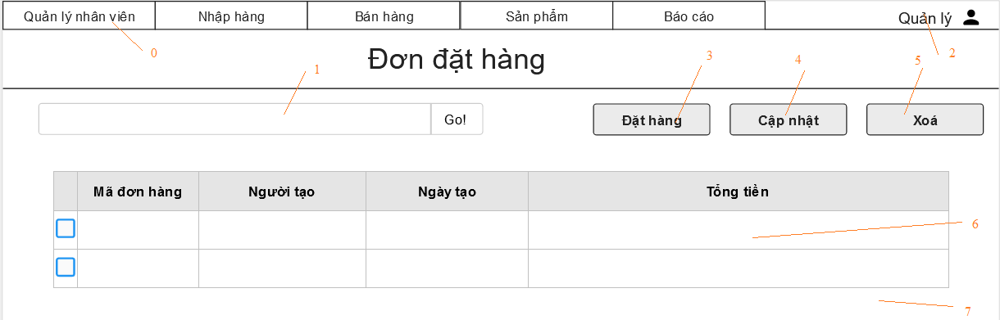 Quản lý nhân viên Nhập hàng Bán hàng Sản phẩm Báo cáo Quản lý
0 1 3 4 5 2
Đơn đặt hàng
Go! Đặt hàng Cập nhật Xoá
Mã đơn hàng Người tạo Ngày tạo Tổng tiền
6
7